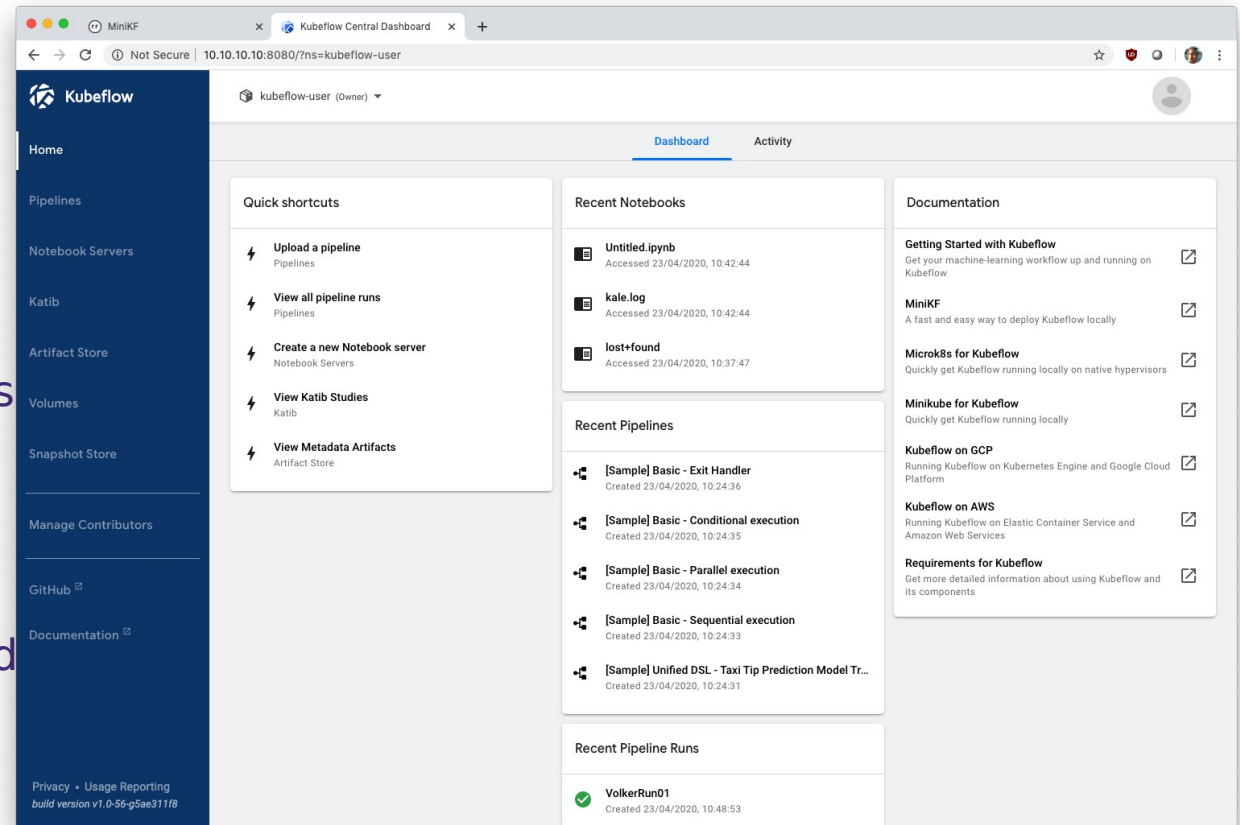 MiniKF
Kubeflow Central Dashboard
Not Secure | 10.10.10.10:8080/?ns=kubeflow-user
Kubeflow
kubeflow-user (Owner)
Dashboard
Activity
Home
Pipelines
Notebook Servers
Katib
Artifact Store
Volumes
Snapshot Store
Manage Contributors
GitHub
Documentation
Privacy • Usage Reporting
build version v1.0-56-g5ae311f8
s
d
Quick shortcuts
Upload a pipeline
Pipelines
View all pipeline runs
Pipelines
Create a new Notebook server
Notebook Servers
View Katib Studies
Katib
View Metadata Artifacts
Artifact Store
Recent Notebooks
Untitled.ipynb
Accessed 23/04/2020, 10:42:44
kale.log
Accessed 23/04/2020, 10:42:44
lost+found
Accessed 23/04/2020, 10:37:47
Recent Pipelines
[Sample] Basic - Exit Handler
Created 23/04/2020, 10:24:36
[Sample] Basic - Conditional execution
Created 23/04/2020, 10:24:35
[Sample] Basic - Parallel execution
Created 23/04/2020, 10:24:34
[Sample] Basic - Sequential execution
Created 23/04/2020, 10:24:33
[Sample] Unified DSL - Taxi Tip Prediction Model Tr...
Created 23/04/2020, 10:24:31
Recent Pipeline Runs
VolkerRun01
Created 23/04/2020, 10:48:53
Documentation
Getting Started with Kubeflow
Get your machine-learning workflow up and running on
Kubeflow
MiniKF
A fast and easy way to deploy Kubeflow locally
Microk8s for Kubeflow
Quickly get Kubeflow running locally on native hypervisors
Minikube for Kubeflow
Quickly get Kubeflow running locally
Kubeflow on GCP
Running Kubeflow on Kubernetes Engine and Google Cloud
Platform
Kubeflow on AWS
Running Kubeflow on Elastic Container Service and
Amazon Web Services
Requirements for Kubeflow
Get more detailed information about using Kubeflow and
its components